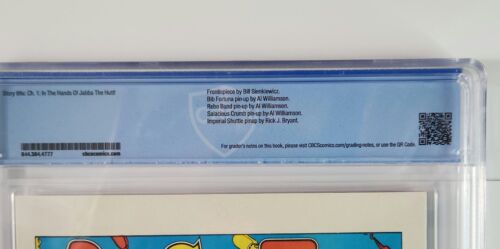 Story title: Ch. 1: In The Hands Of Jabba The Hutt!
Frontispiece by Bill Sienkiewicz.
Bib Fortuna pin-up by Al Williamson.
Rebo Band pin-up by Al Williamson.
Salacious Crumb pin-up by Al Williamson.
Imperial Shuttle pinup by Rick J. Bryant.
For grader's notes on this book, please visit CBCScomics.com/grading-notes, or use the QR Code.
www.cbcscomics.com